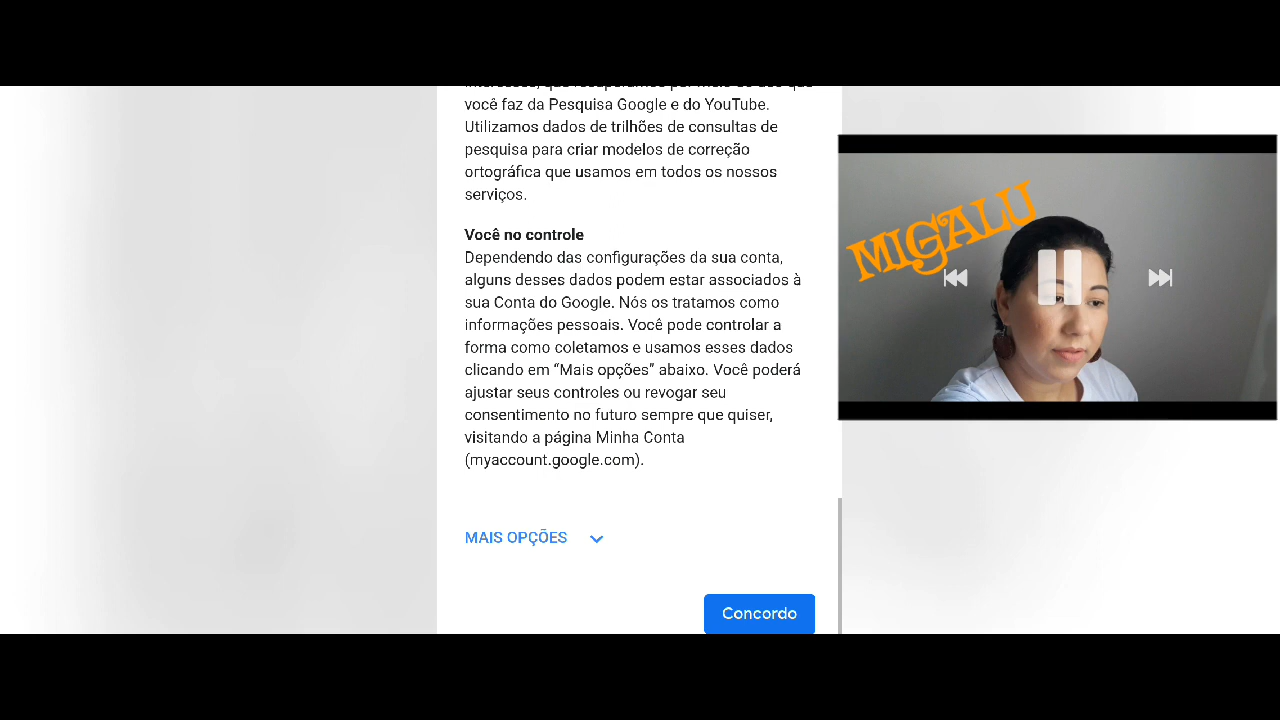 você faz da Pesquisa Google e do YouTube.
Utilizamos dados de trilhões de consultas de
pesquisa para criar modelos de correção
ortográfica que usamos em todos os nossos
serviços.
Você no controle
Dependendo das configurações da sua conta,
alguns desses dados podem estar associados à
sua Conta do Google. Nós os tratamos como
informações pessoais. Você pode controlar a
forma como coletamos e usamos esses dados
clicando em “Mais opções” abaixo. Você poderá
ajustar seus controles ou revogar seu
consentimento no futuro sempre que quiser,
visitando a página Minha Conta
(myaccount.google.com).
MAIS OPÇÕES
Concordo
MIGALU